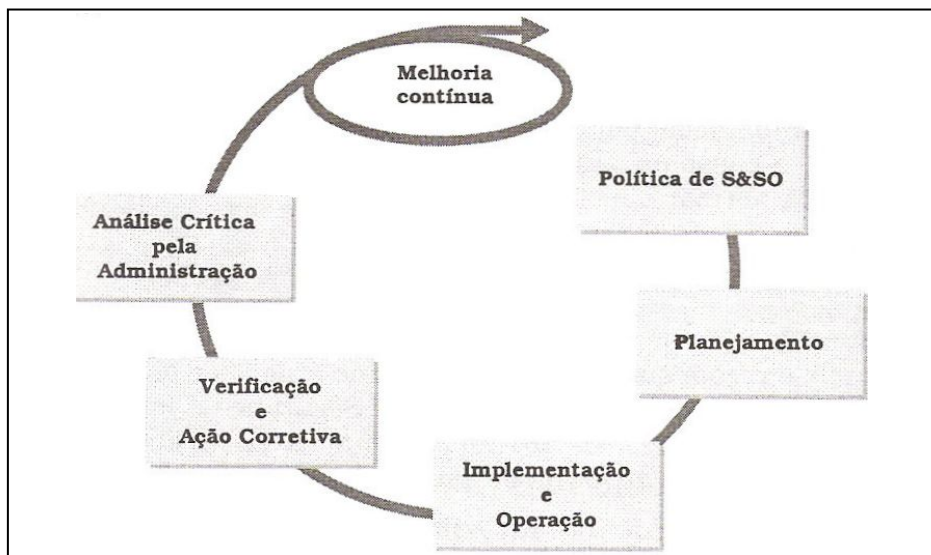 Melhoria
contínua
Política de S&SO
Planejamento
Implementação
e
Operação
Verificação
e
Ação Corretiva
Análise Crítica
pela
Administração